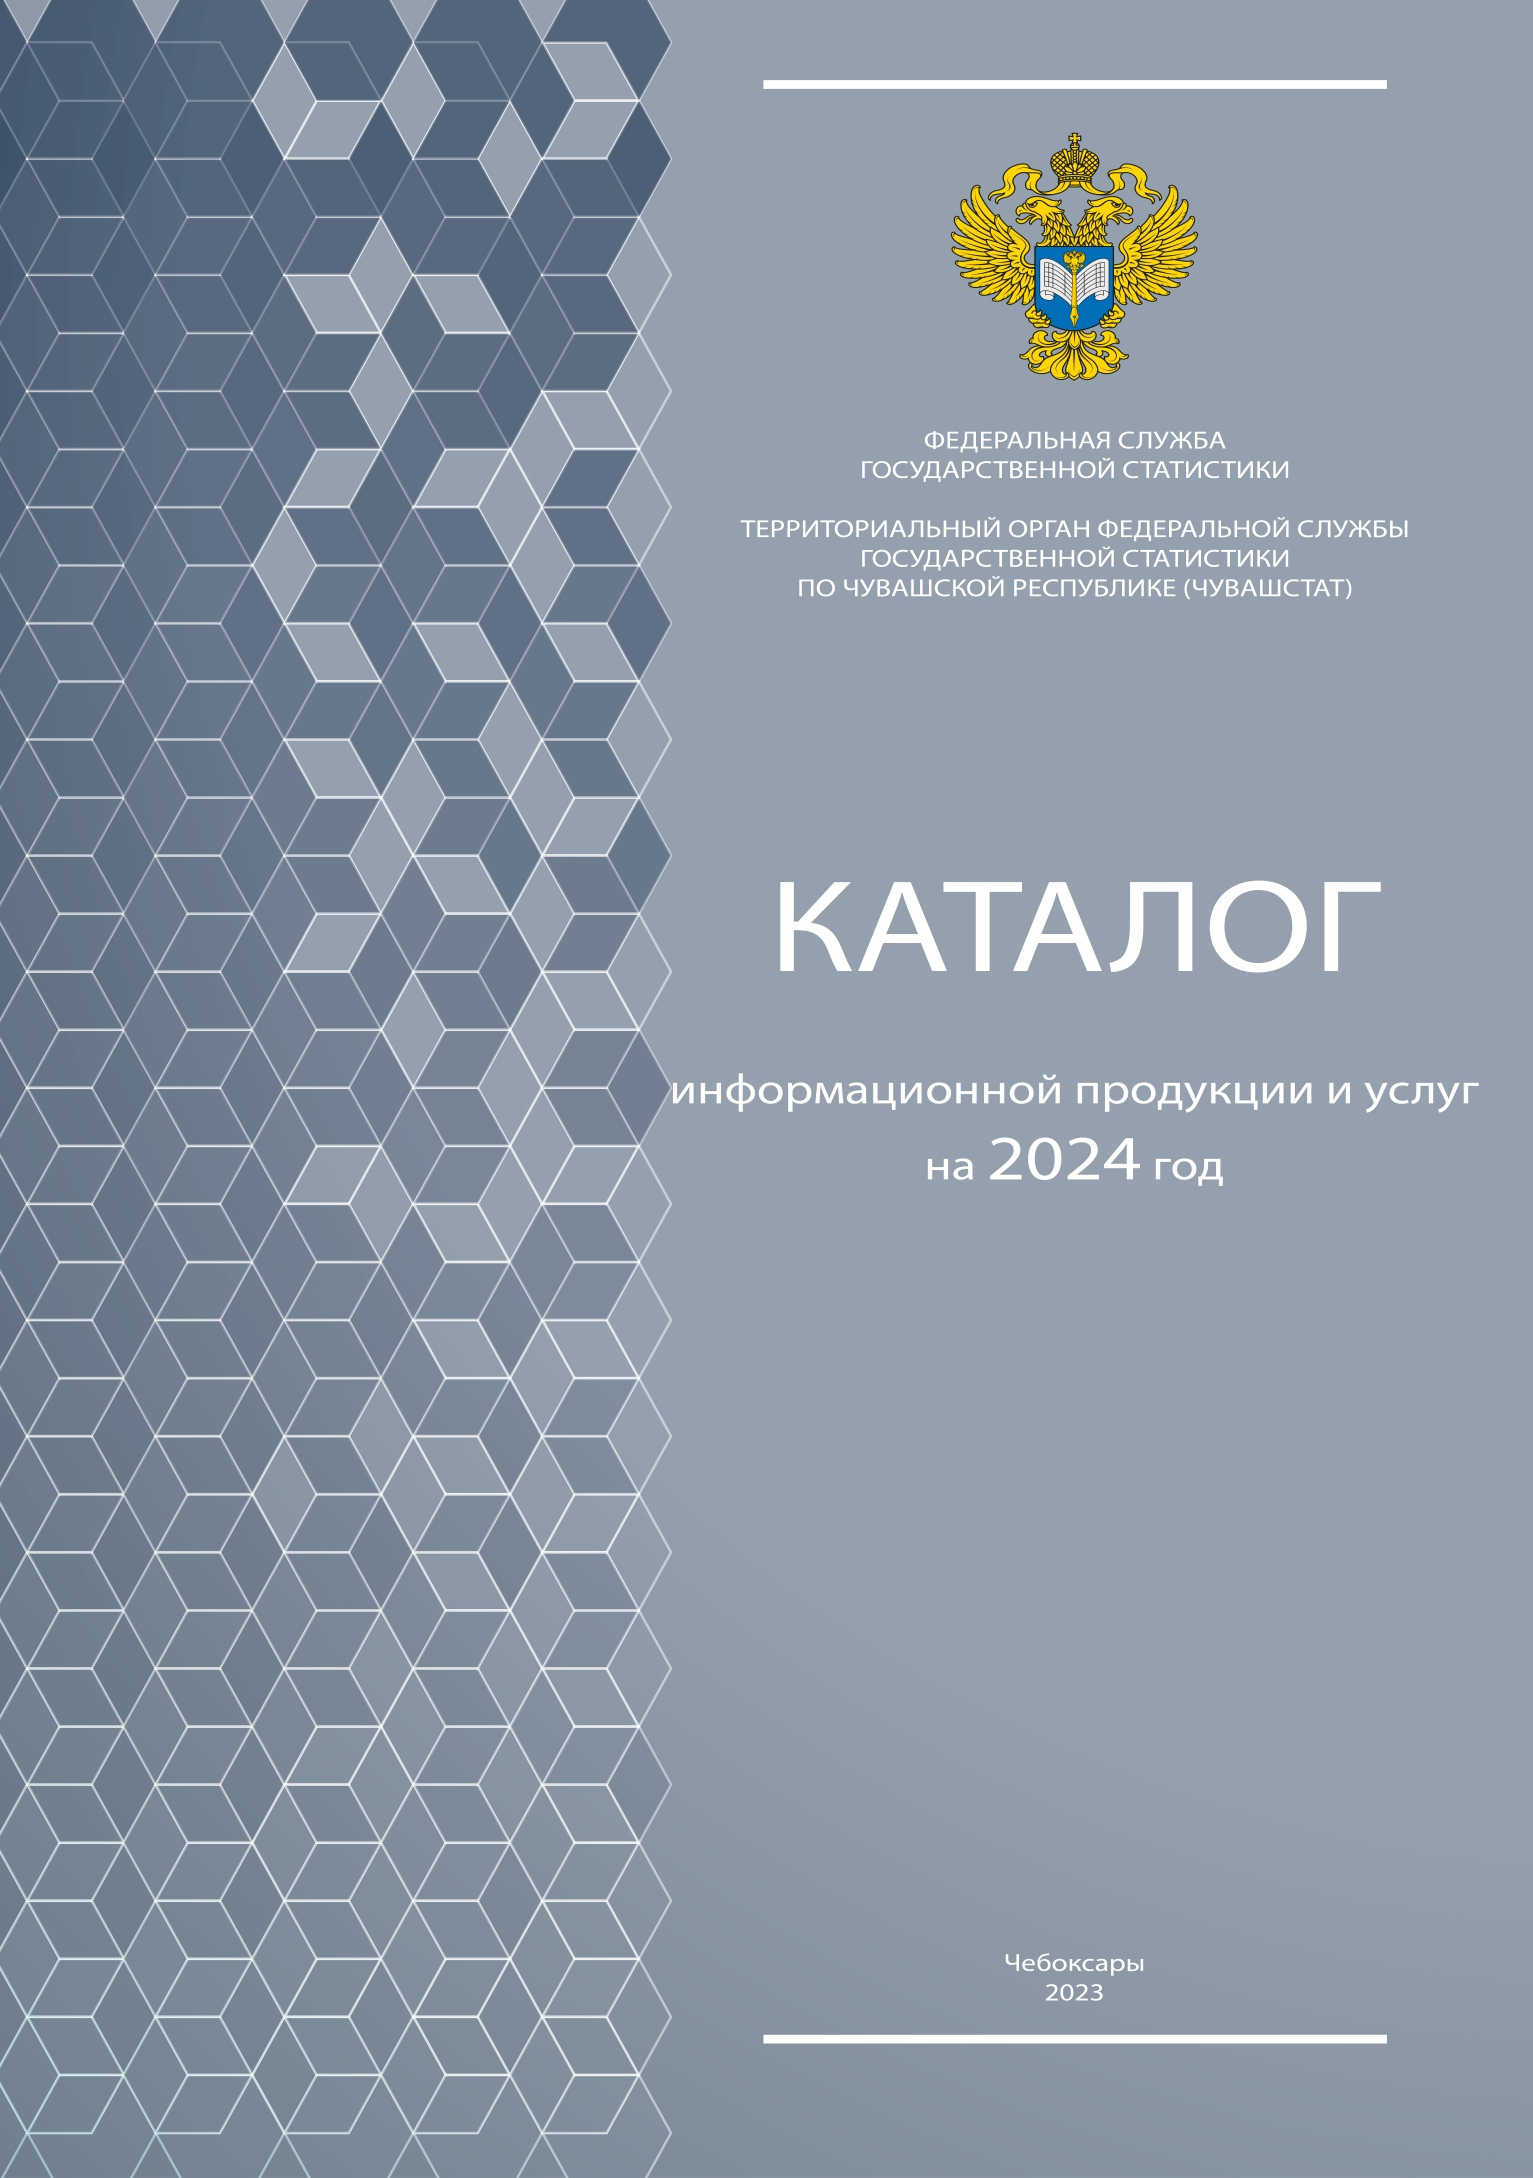 ФЕДЕРАЛЬНАЯ СЛУЖБА
ГОСУДАРСТВЕННОЙ СТАТИСТИКИ
ТЕРРИТОРИАЛЬНЫЙ ОРГАН ФЕДЕРАЛЬНОЙ СЛУЖБЫ
ГОСУДАРСТВЕННОЙ СТАТИСТИКИ
ПО ЧУВАШСКОЙ РЕСПУБЛИКЕ (ЧУВАШСТАТ)
КАТАЛОГ
информационной продукции и услуг
на 2024 год
Чебоксары
2023